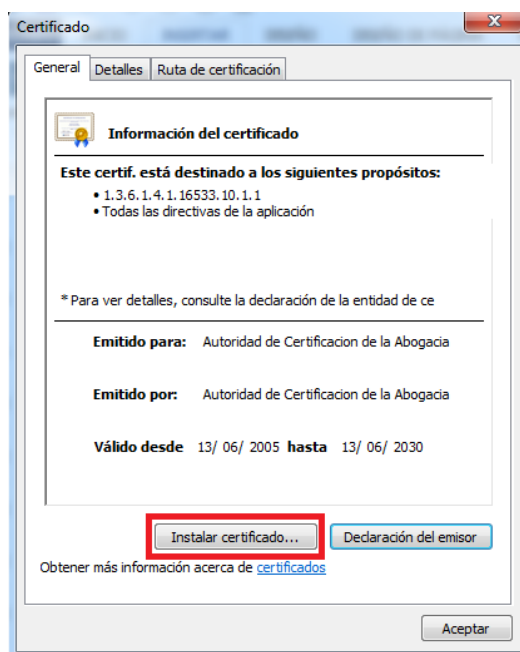 Certificado
General Detalles Ruta de certificación
Información del certificado
Este certif. está destinado a los siguientes propósitos:
• 1.3.6.1.4.1.16533.10.1.1
• Todas las directivas de la aplicación
* Para ver detalles, consulte la declaración de la entidad de ce
Emitido para: Autoridad de Certificacion de la Abogacia
Emitido por: Autoridad de Certificacion de la Abogacia
Válido desde 13/ 06/ 2005 hasta 13/ 06/ 2030
Instalar certificado... Declaración del emisor
Obtener más información acerca de certificados
Aceptar